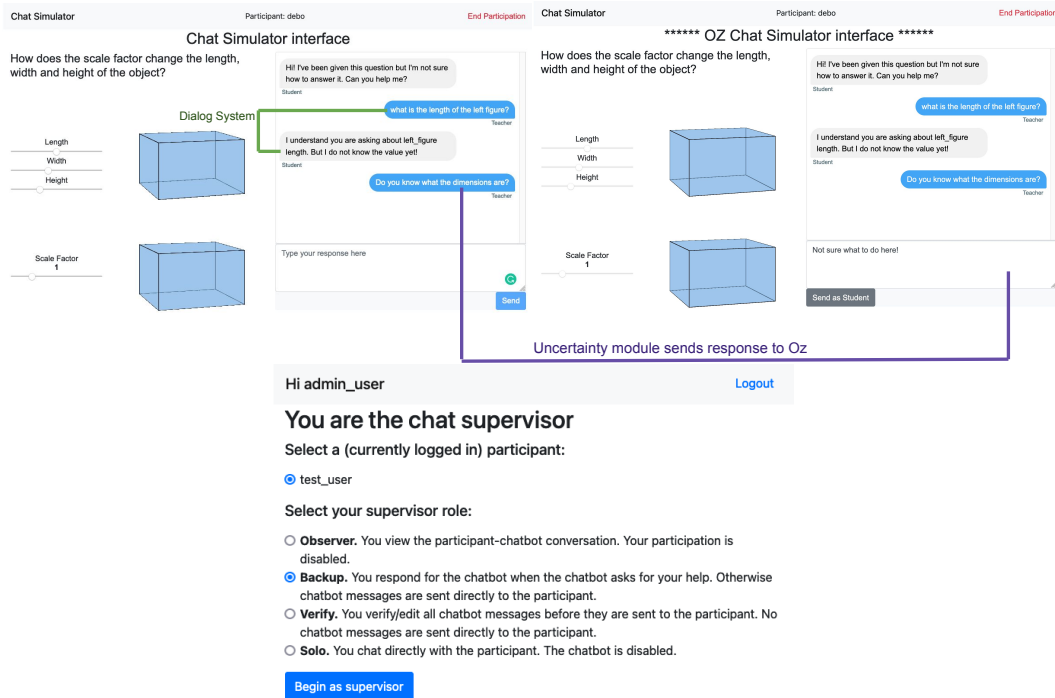 Chat Simulator
Participant: debo
End Participation
Chat Simulator interface
How does the scale factor change the length,
width and height of the object?
Hi! I've been given this question but I'm not sure
how to answer it. Can you help me?
Student
what is the length of the left figure?
Teacher
Dialog System
I understand you are asking about left_figure
length. But I do not know the value yet!
Student
Do you know what the dimensions are?
Teacher
Length
Width
Height
Scale Factor
1
Type your response here
Send
Chat Simulator
Participant: debo
End Participation
****** OZ Chat Simulator interface ******
How does the scale factor change the length,
width and height of the object?
Hi! I've been given this question but I'm not sure
how to answer it. Can you help me?
Student
what is the length of the left figure?
Teacher
I understand you are asking about left_figure
length. But I do not know the value yet!
Student
Do you know what the dimensions are?
Teacher
Length
Width
Height
Scale Factor
1
Not sure what to do here!
Send as Student
Uncertainty module sends response to Oz
Hi admin_user
Logout
You are the chat supervisor
Select a (currently logged in) participant:
test_user
Select your supervisor role:
Observer. You view the participant-chatbot conversation. Your participation is
disabled.
Backup. You respond for the chatbot when the chatbot asks for your help. Otherwise
chatbot messages are sent directly to the participant.
Verify. You verify/edit all chatbot messages before they are sent to the participant. No
chatbot messages are sent directly to the participant.
Solo. You chat directly with the participant. The chatbot is disabled.
Begin as supervisor